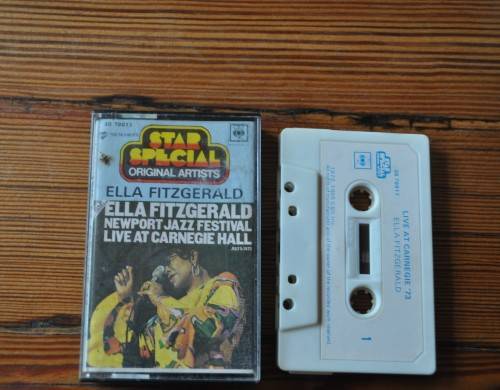 CBS
STAR
SPECIAL
ORIGINAL ARTISTS
ELLA FITZGERALD
ELLA FITZGERALD
NEWPORT JAZZ FESTIVAL
LIVE AT CARNEGIE HALL
CBS
LIVE AT CARNEGIE '73
ELLA FITZGERALD
1